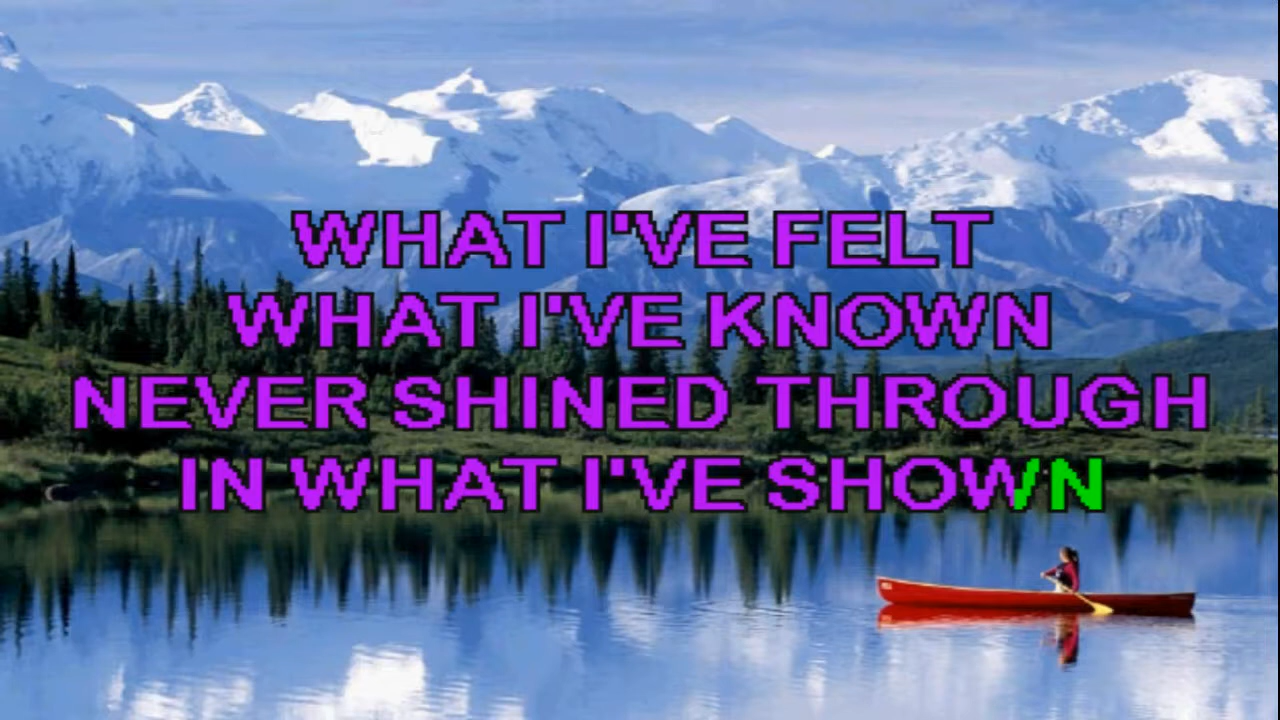 WHAT I'VE FELT
WHAT I'VE KNOWN
NEVER SHINED THROUGH
IN WHAT I'VE SHOWN